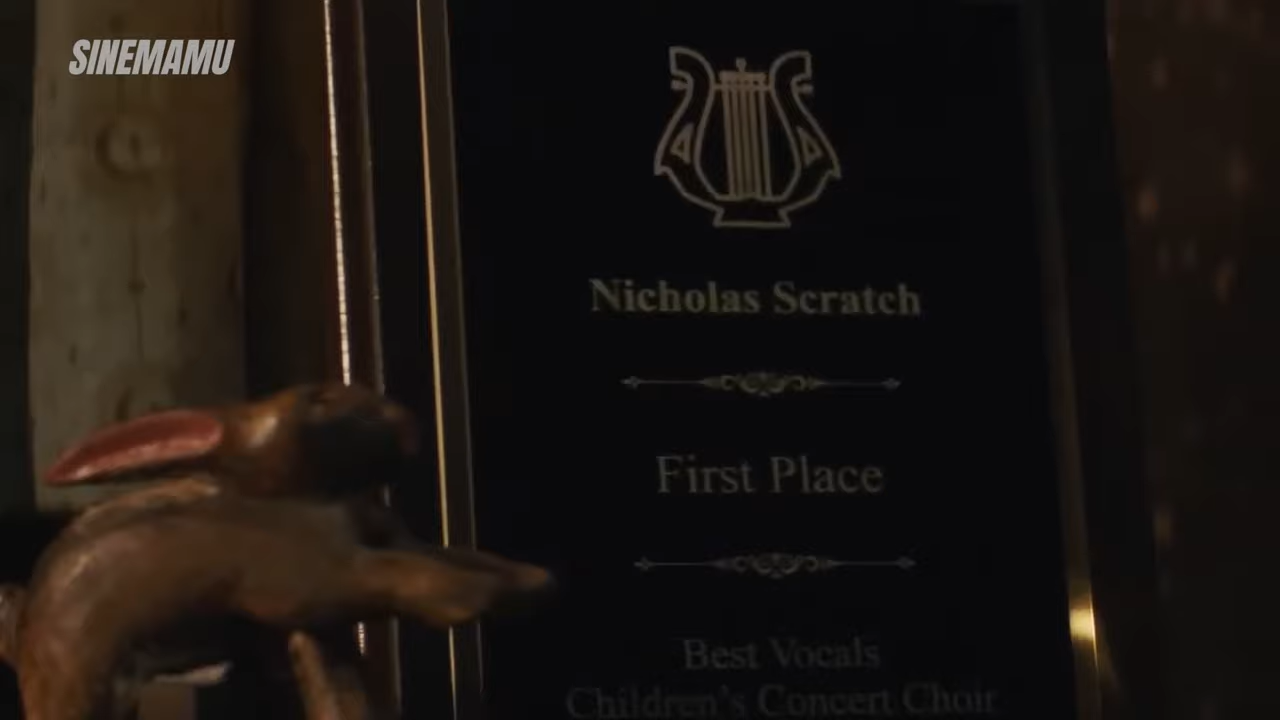 SINEMAMU
Nicholas Scratch
First Place
Best Vocals
Children's Concert Choir